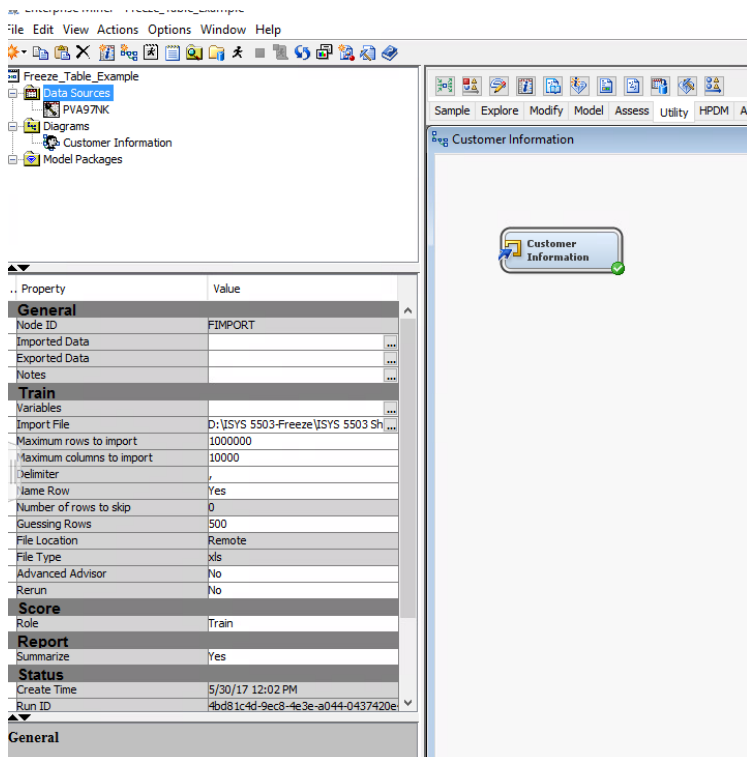 Enterprise Miner - Freeze_Table_Example
File Edit View Actions Options Window Help
Freeze_Table_Example
Data Sources
PVA97NK
Diagrams
Customer Information
Model Packages
Sample Explore Modify Model Assess Utility HPDM A
Customer Information
Customer
Information
.. Property Value
General
Node ID FIMPORT
Imported Data ...
Exported Data ...
Notes ...
Train
Variables ...
Import File D:\ISYS 5503-Freeze\ISYS 5503 Sh ...
Maximum rows to import 1000000
Maximum columns to import 10000
Delimiter ,
Name Row Yes
Number of rows to skip 0
Guessing Rows 500
File Location Remote
File Type xls
Advanced Advisor No
Rerun No
Score
Role Train
Report
Summarize Yes
Status
Create Time 5/30/17 12:02 PM
Run ID 4bd81c4d-9ec8-4e3e-a044-0437420e
General